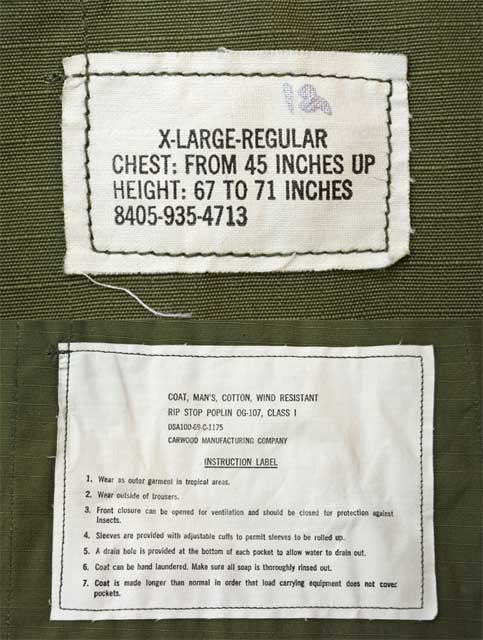 X-LARGE-REGULAR
CHEST: FROM 45 INCHES UP
HEIGHT: 67 TO 71 INCHES
8405-935-4713
COAT, MAN'S, COTTON, WIND RESISTANT
RIP STOP POPLIN OG-107, CLASS I
DSA100-69-C-1175
CARWOOD MANUFACTURING COMPANY
INSTRUCTION LABEL
1. Wear as outer garment in tropical areas.
2. Wear outside of trousers.
3. Front closure can be opened for ventilation and should be closed for protection against
Insects.
4. Sleeves are provided with adjustable cuffs to permit sleeves to be rolled up.
5. A drain hole is provided at the bottom of each pocket to allow water to drain out.
6. Coat can be hand laundered. Make sure all soap is thoroughly rinsed out.
7. Coat is made longer than normal in order that load carrying equipment does not cover
pockets.